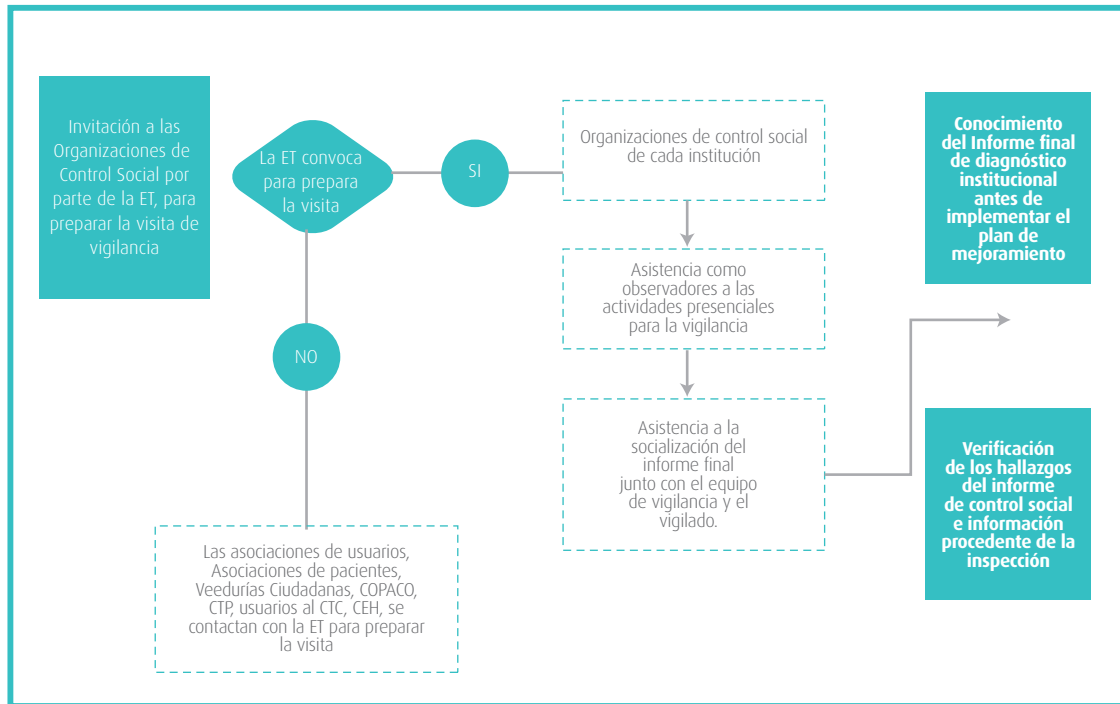 Invitación a las
Organizaciones de
Control Social por
parte de la ET, para
preparar la visita de
vigilancia
La ET convoca
para prepara
la visita
SI
NO
Las asociaciones de usuarios,
Asociaciones de pacientes,
Veedurías Ciudadanas, COPACO,
CTP, usuarios al CTC, CEH, se
contactan con la ET para preparar
la visita
Organizaciones de control social
de cada institución
Asistencia como
observadores a las
actividades presenciales
para la vigilancia
Asistencia a la
socialización del
informe final
junto con el equipo
de vigilancia y el
vigilado.
Conocimiento
del Informe final
de diagnóstico
institucional
antes de
implementar el
plan de
mejoramiento
Verificación
de los hallazgos
del informe
de control social
e información
procedente de la
inspección